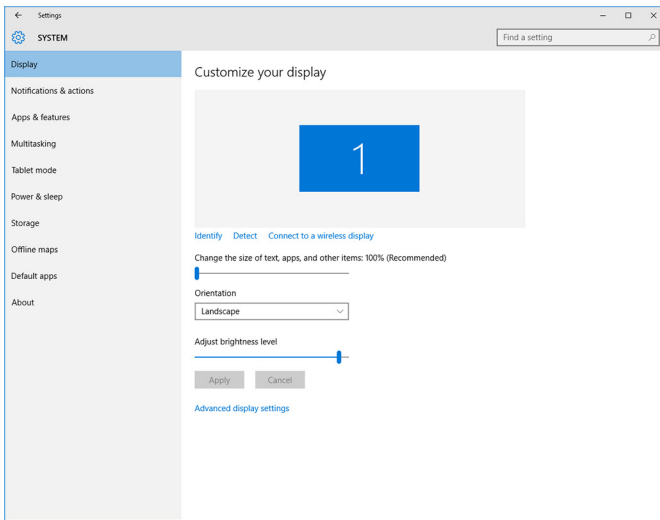 Settings
SYSTEM
Find a setting
Display
Notifications & actions
Apps & features
Multitasking
Tablet mode
Power & sleep
Storage
Offline maps
Default apps
About
Customize your display
1
Identify Detect Connect to a wireless display
Change the size of text, apps, and other items: 100% (Recommended)
Orientation
Landscape
Adjust brightness level
Apply Cancel
Advanced display settings